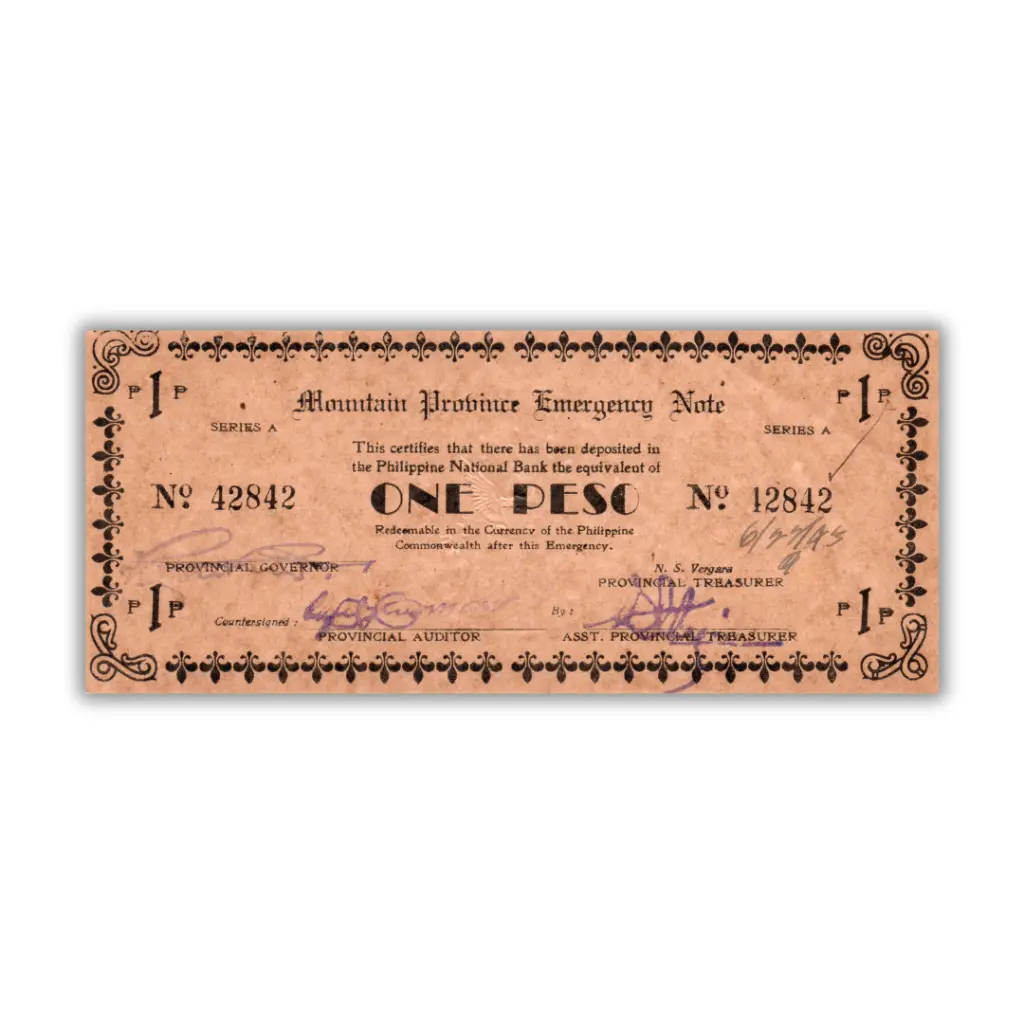 ₱ 1 ₱
₱ 1 ₱
Mountain Province Emergency Note
SERIES A
SERIES A
This certifies that there has been deposited in
the Philippine National Bank the equivalent of
Nº 42842
ONE PESO
Nº 42842
Redeemable in the Currency of the Philippine
Commonwealth after this Emergency.
PROVINCIAL GOVERNOR
N. S. Vergara
PROVINCIAL TREASURER
₱ 1 ₱
₱ 1 ₱
Countersigned :
By :
PROVINCIAL AUDITOR
ASST. PROVINCIAL TREASURER